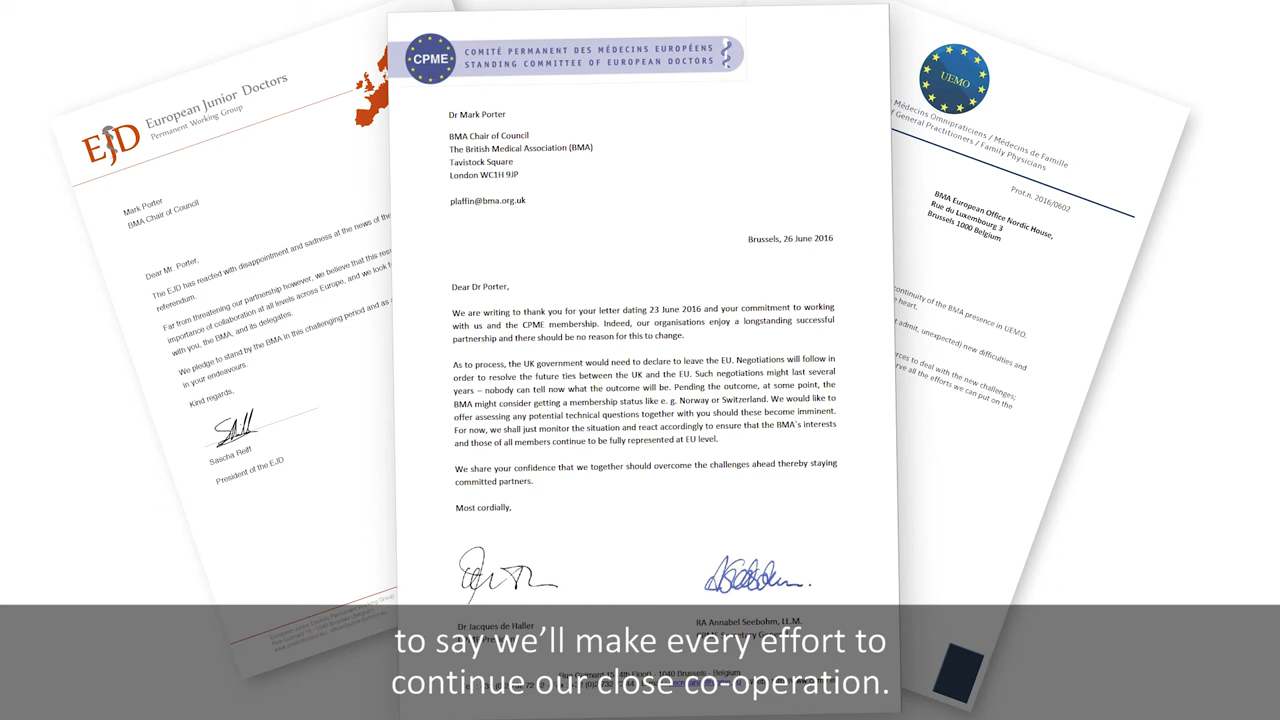 EJD
European Junior Doctors
Permanent Working Group
Mark Porter
BMA Chair of Council
Dear Mr. Porter,
The EJD has reacted with disappointment and sadness at the news of the
referendum.
Far from threatening our partnership however, we believe that this res
importance of collaboration at all levels across Europe, and we look f
with you, the BMA, and its delegates.
We pledge to stand by the BMA in this challenging period and as
in your endeavours.
Kind regards,
Sascha Reiff
President of the EJD
European Junior Doctors Permanent Working Group
CPME
COMITÉ PERMANENT DES MÉDECINS EUROPÉENS
STANDING COMMITTEE OF EUROPEAN DOCTORS
Dr Mark Porter
BMA Chair of Council
The British Medical Association (BMA)
Tavistock Square
London WC1H 9JP
plaffin@bma.org.uk
Brussels, 26 June 2016
Dear Dr Porter,
We are writing to thank you for your letter dating 23 June 2016 and your commitment to working
with us and the CPME membership. Indeed, our organisations enjoy a longstanding successful
partnership and there should be no reason for this to change.
As to process, the UK government would need to declare to leave the EU. Negotiations will follow in
order to resolve the future ties between the UK and the EU. Such negotiations might last several
years – nobody can tell now what the outcome will be. Pending the outcome, at some point, the
BMA might consider getting a membership status like e. g. Norway or Switzerland. We would like to
offer assessing any potential technical questions together with you should these become imminent.
For now, we shall just monitor the situation and react accordingly to ensure that the BMA`s interests
and those of all members continue to be fully represented at EU level.
We share your confidence that we together should overcome the challenges ahead thereby staying
committed partners.
Most cordially,
Dr Jacques de Haller
RA Annabel Seebohm, LL.M.
CPME Secretary General
UEMO
Médecins Omnipraticiens / Médecins de Famille
of General Practitioners / Family Physicians
Prot.n. 2016/0602
BMA European Office Nordic House,
Rue du Luxembourg 3
Brussels 1000 Belgium
continuity of the BMA presence in UEMO.
heart.
t admit, unexpected) new difficulties and
rces to deal with the new challenges;
rve all the efforts we can put on the
to say we'll make every effort to
continue our close co-operation.